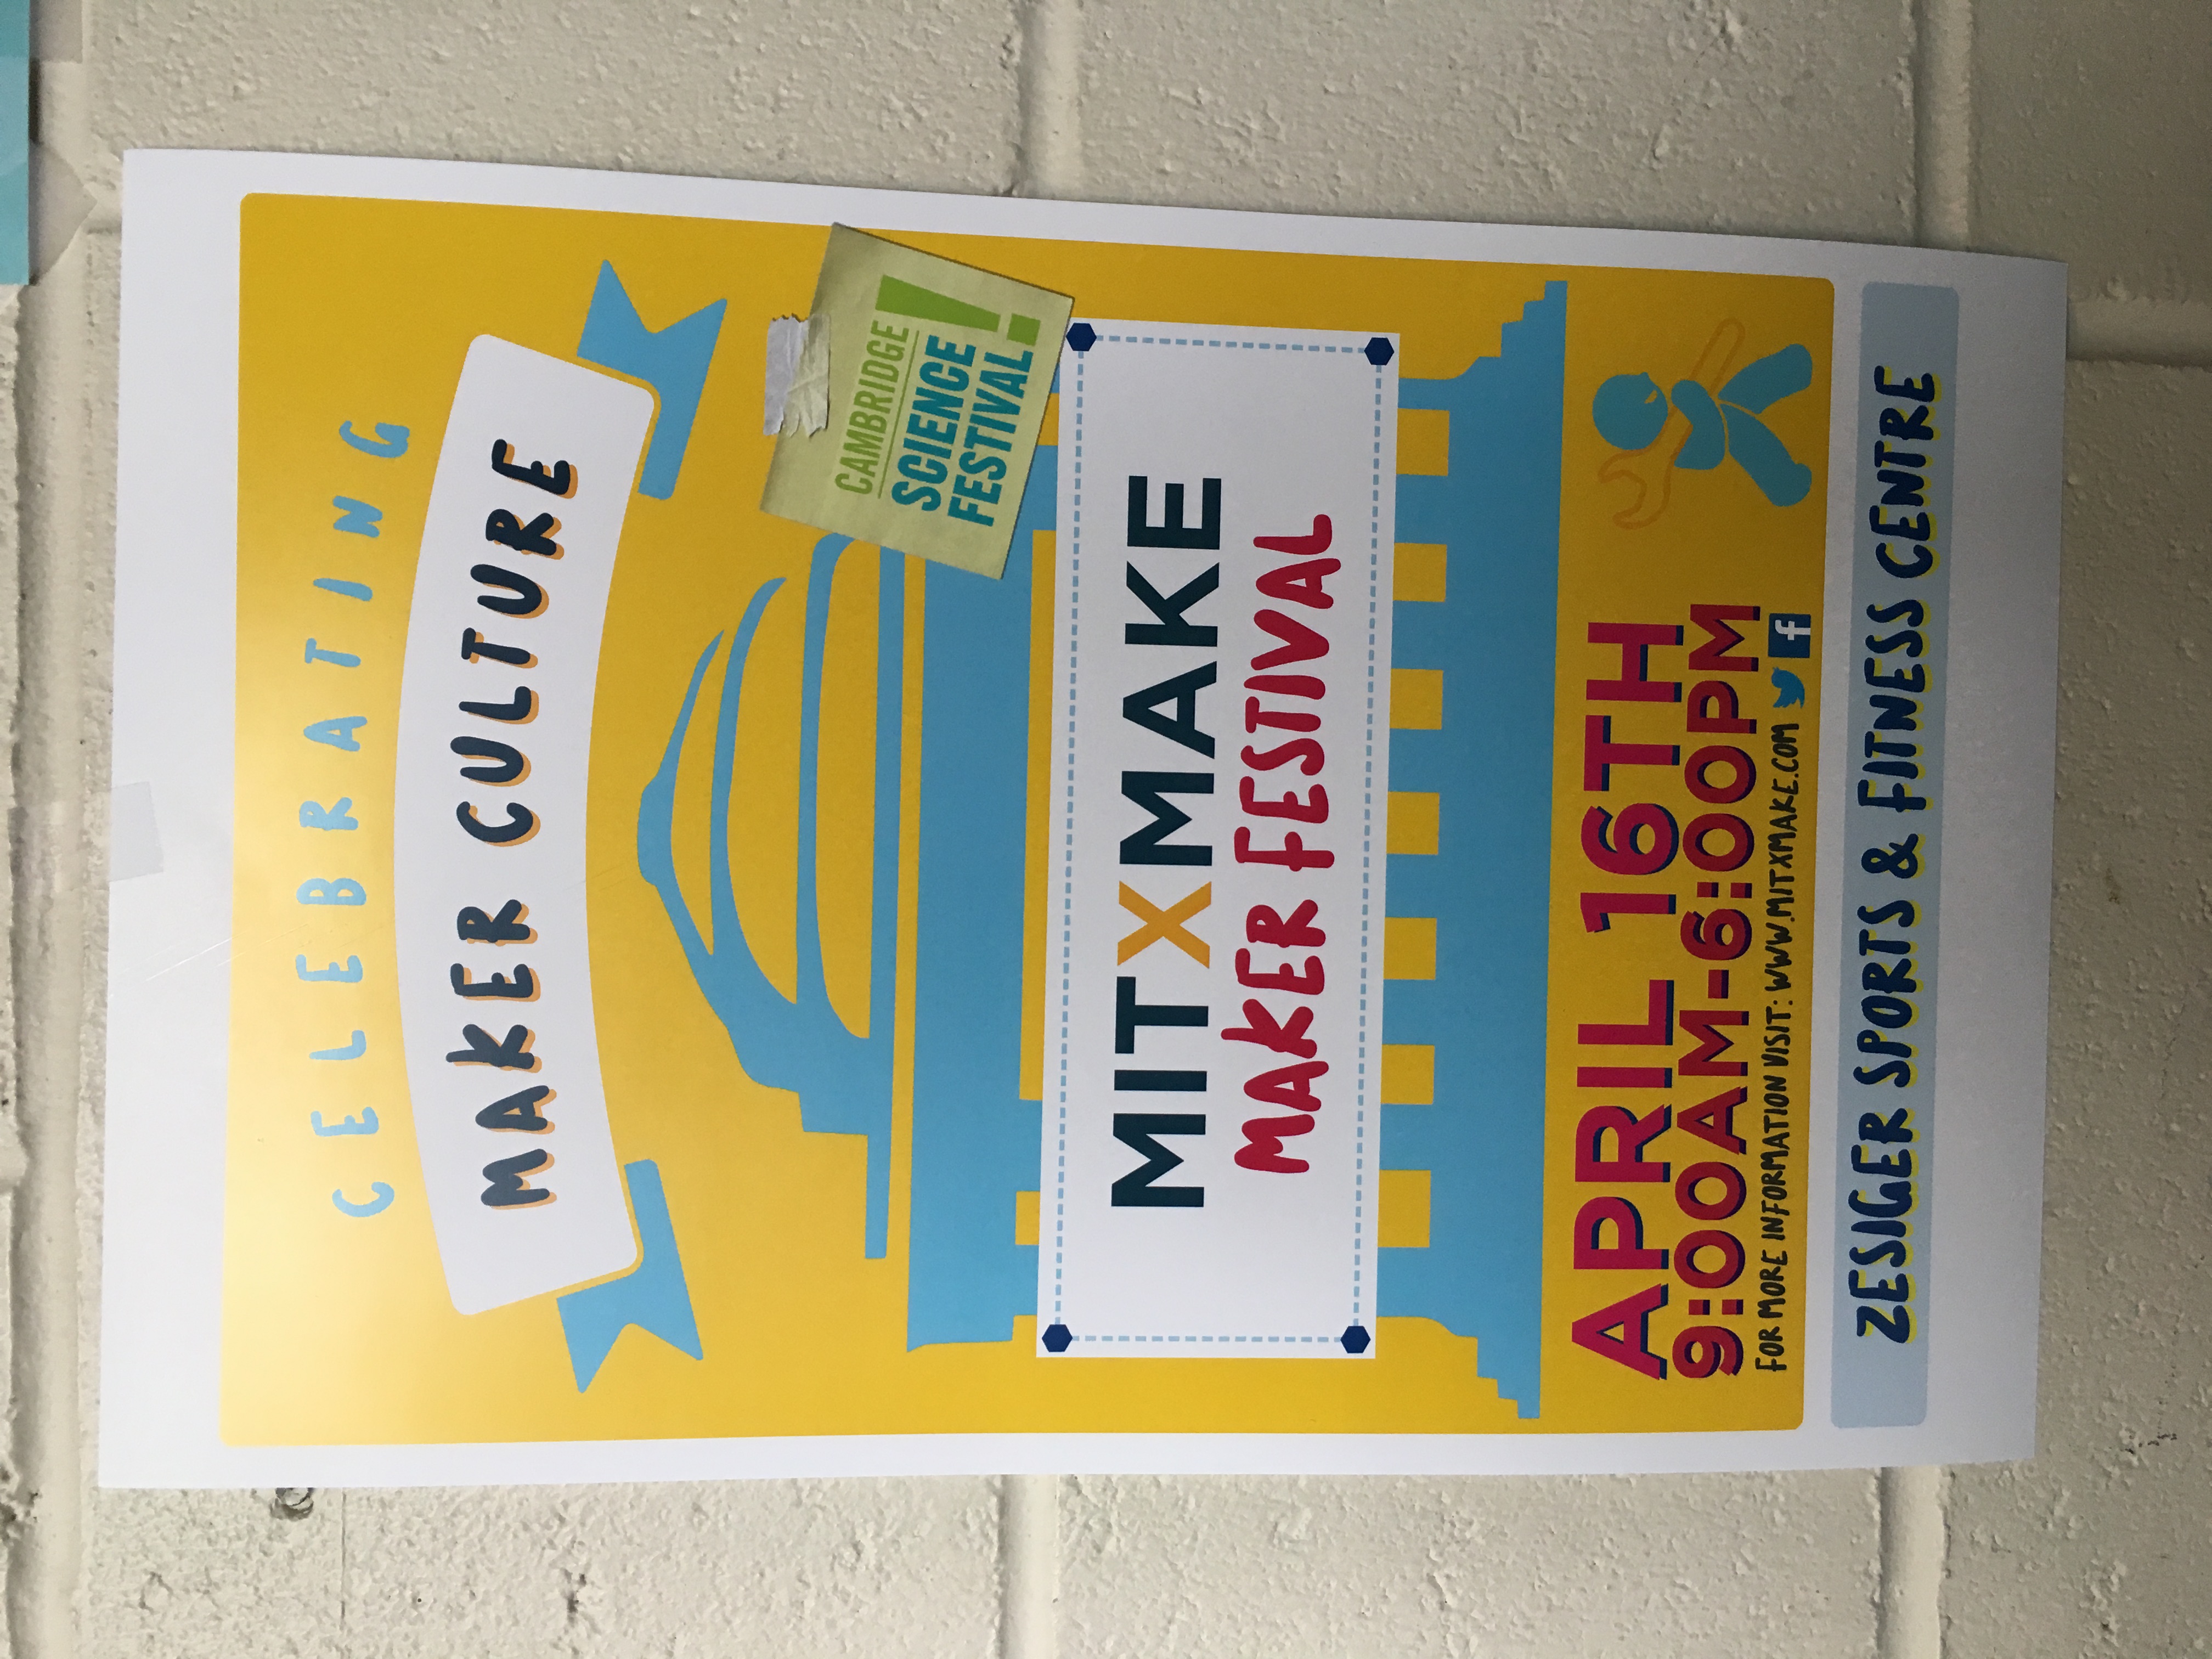 CELEBRATING
MAKER CULTURE
CAMBRIDGE
SCIENCE
FESTIVAL!
MITXMAKE
MAKER FESTIVAL
APRIL 16TH
9:00AM-6:00PM
FOR MORE INFORMATION VISIT: WWW.MITXMAKE.COM f
ZESIGER SPORTS & FITNESS CENTRE